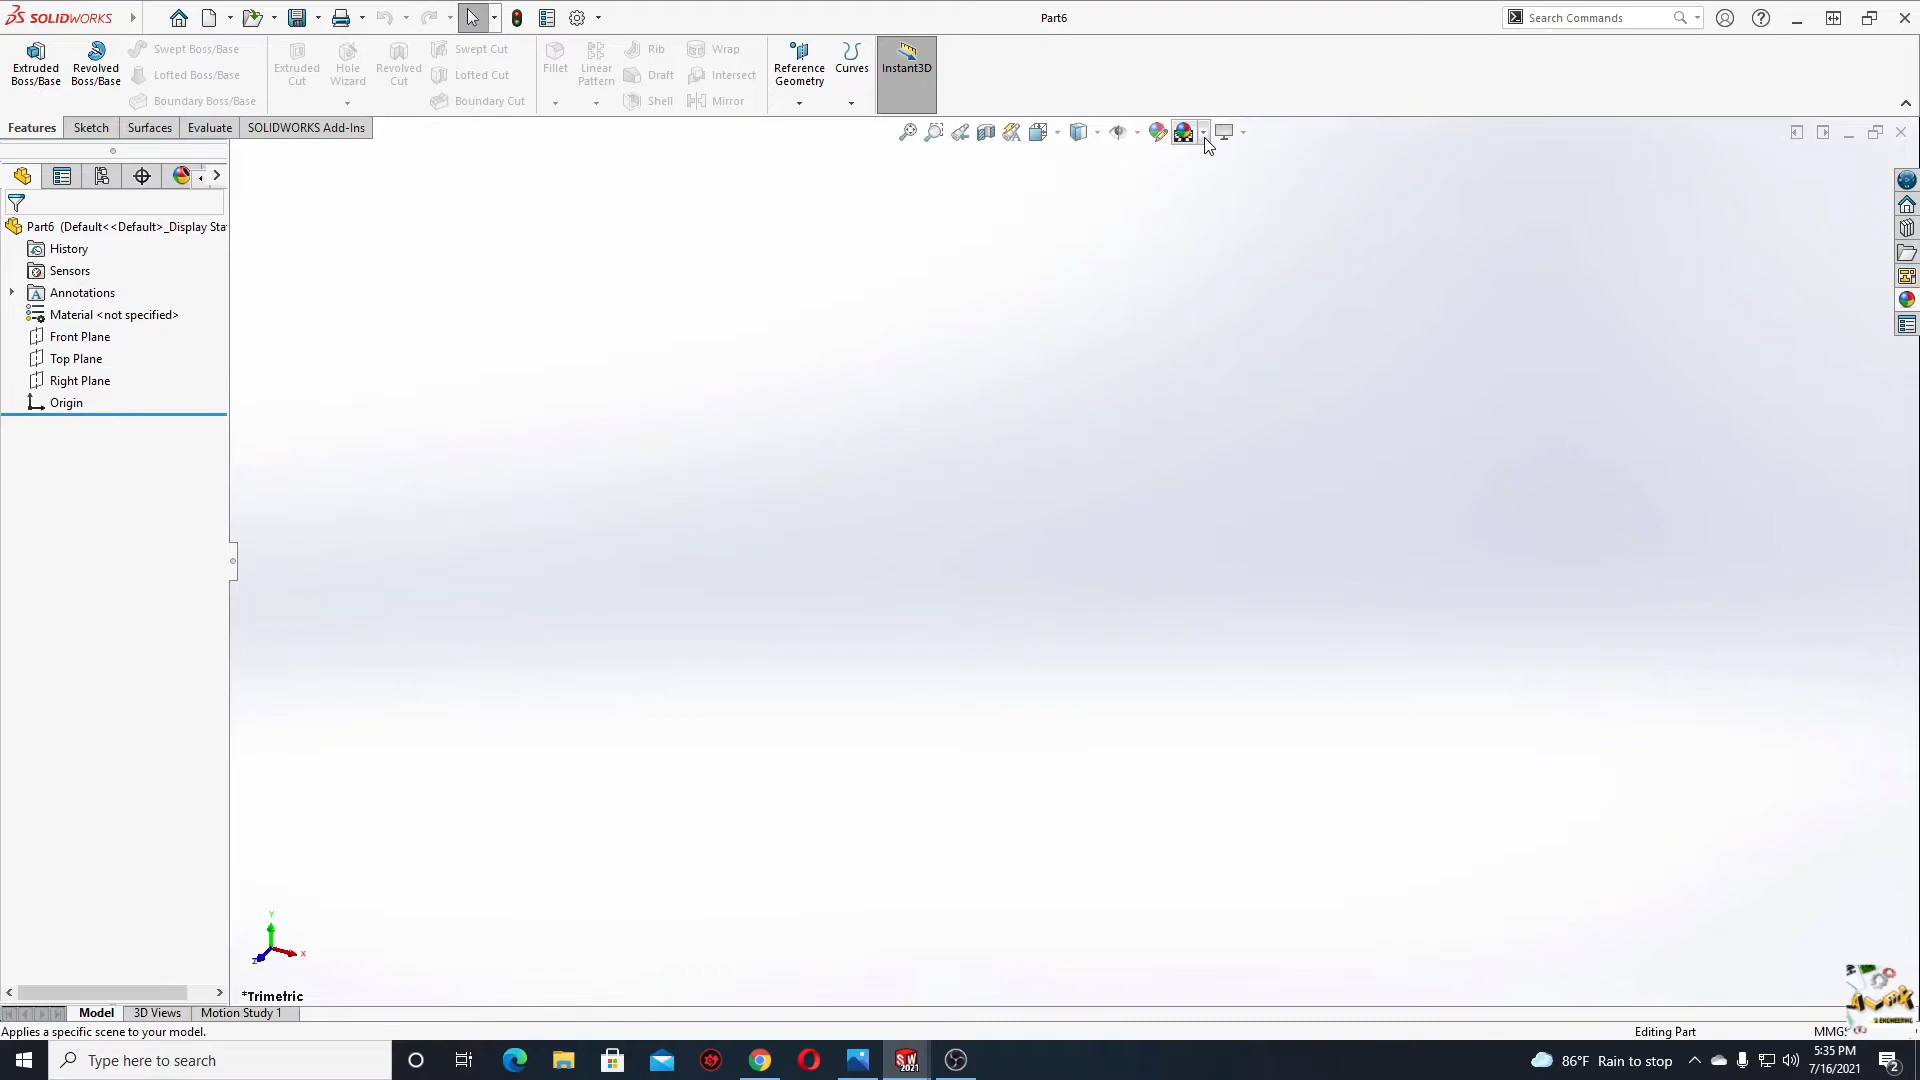 SOLIDWORKS
Part6
Search Commands
Extruded Boss/Base
Revolved Boss/Base
Swept Boss/Base
Lofted Boss/Base
Boundary Boss/Base
Extruded Cut
Hole Wizard
Revolved Cut
Swept Cut
Lofted Cut
Boundary Cut
Fillet
Linear Pattern
Rib
Draft
Shell
Wrap
Intersect
Mirror
Reference Geometry
Curves
Instant3D
Features
Sketch
Surfaces
Evaluate
SOLIDWORKS Add-Ins
Part6 (Default<<Default>_Display Sta
History
Sensors
Annotations
Material <not specified>
Front Plane
Top Plane
Right Plane
Origin
Y
X
Z
*Trimetric
Model
3D Views
Motion Study 1
Applies a specific scene to your model.
Editing Part
MMGS
Type here to search
SW 2021
86°F Rain to stop
5:35 PM
7/16/2021
2